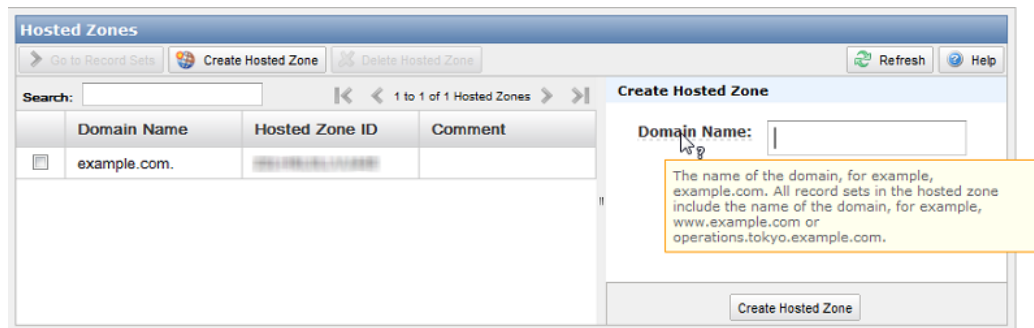 Hosted Zones
Go to Record Sets Create Hosted Zone Delete Hosted Zone Refresh Help
Search: 1 to 1 of 1 Hosted Zones
Create Hosted Zone
Domain Name Hosted Zone ID Comment
example.com.
Domain Name:
The name of the domain, for example,
example.com. All record sets in the hosted zone
include the name of the domain, for example,
www.example.com or
operations.tokyo.example.com.
Create Hosted Zone